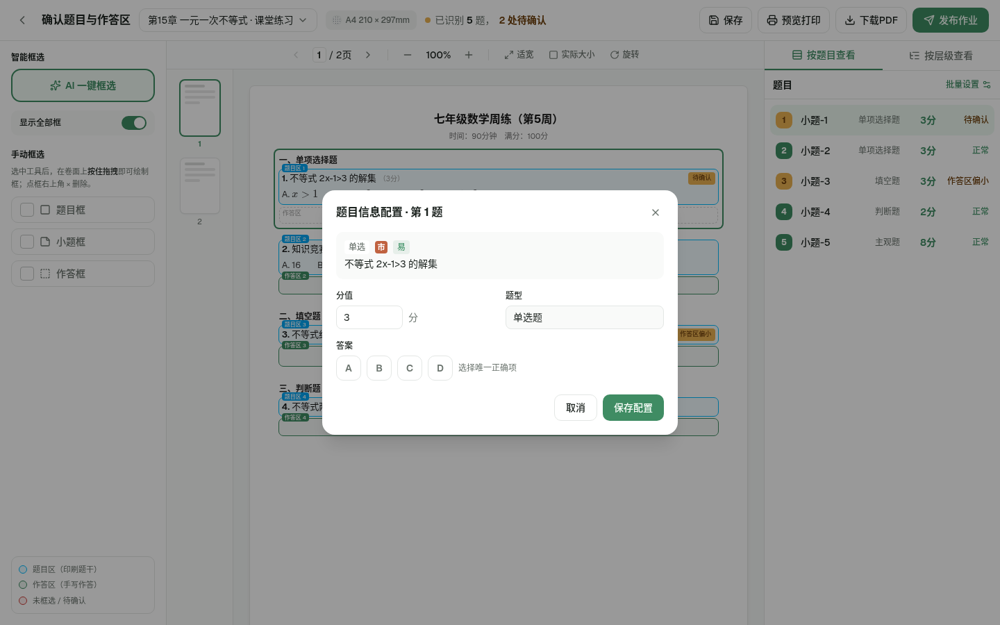 确认题目与作答区
第15章 一元一次不等式 · 课堂练习
A4 210 × 297mm
已识别 5 题， 2 处待确认
保存
预览打印
下载PDF
发布作业
智能框选
AI 一键框选
显示全部框
手动框选
选中工具后，在卷面上按住拖拽即可绘制
框；点框右上角 × 删除。
题目框
小题框
作答框
题目区（印刷题干）
作答区（手写作答）
未框选 / 待确认
1 / 2页
100%
适宽
实际大小
旋转
1
2
七年级数学周练（第5周）
时间：90分钟 满分：100分
一、单项选择题
题目区 1
1. 不等式 2x-1>3 的解集 （3分）
待确认
A. x > 1
作答区
题目区 2
2. 知识竞
A. 16
作答区 2
二、填空题
题目区 3
3. 不等式
作答区偏小
作答区 3
三、判断题
题目区 4
4. 不等式
作答区 4
题目信息配置 · 第 1 题
单选 市 易
不等式 2x-1>3 的解集
分值
3 分
题型
单选题
答案
A B C D 选择唯一正确项
取消
保存配置
按题目查看
按层级查看
题目
批量设置
1 小题-1 单项选择题 3分 待确认
2 小题-2 单项选择题 3分 正常
3 小题-3 填空题 3分 作答区偏小
4 小题-4 判断题 2分 正常
5 小题-5 主观题 8分 正常